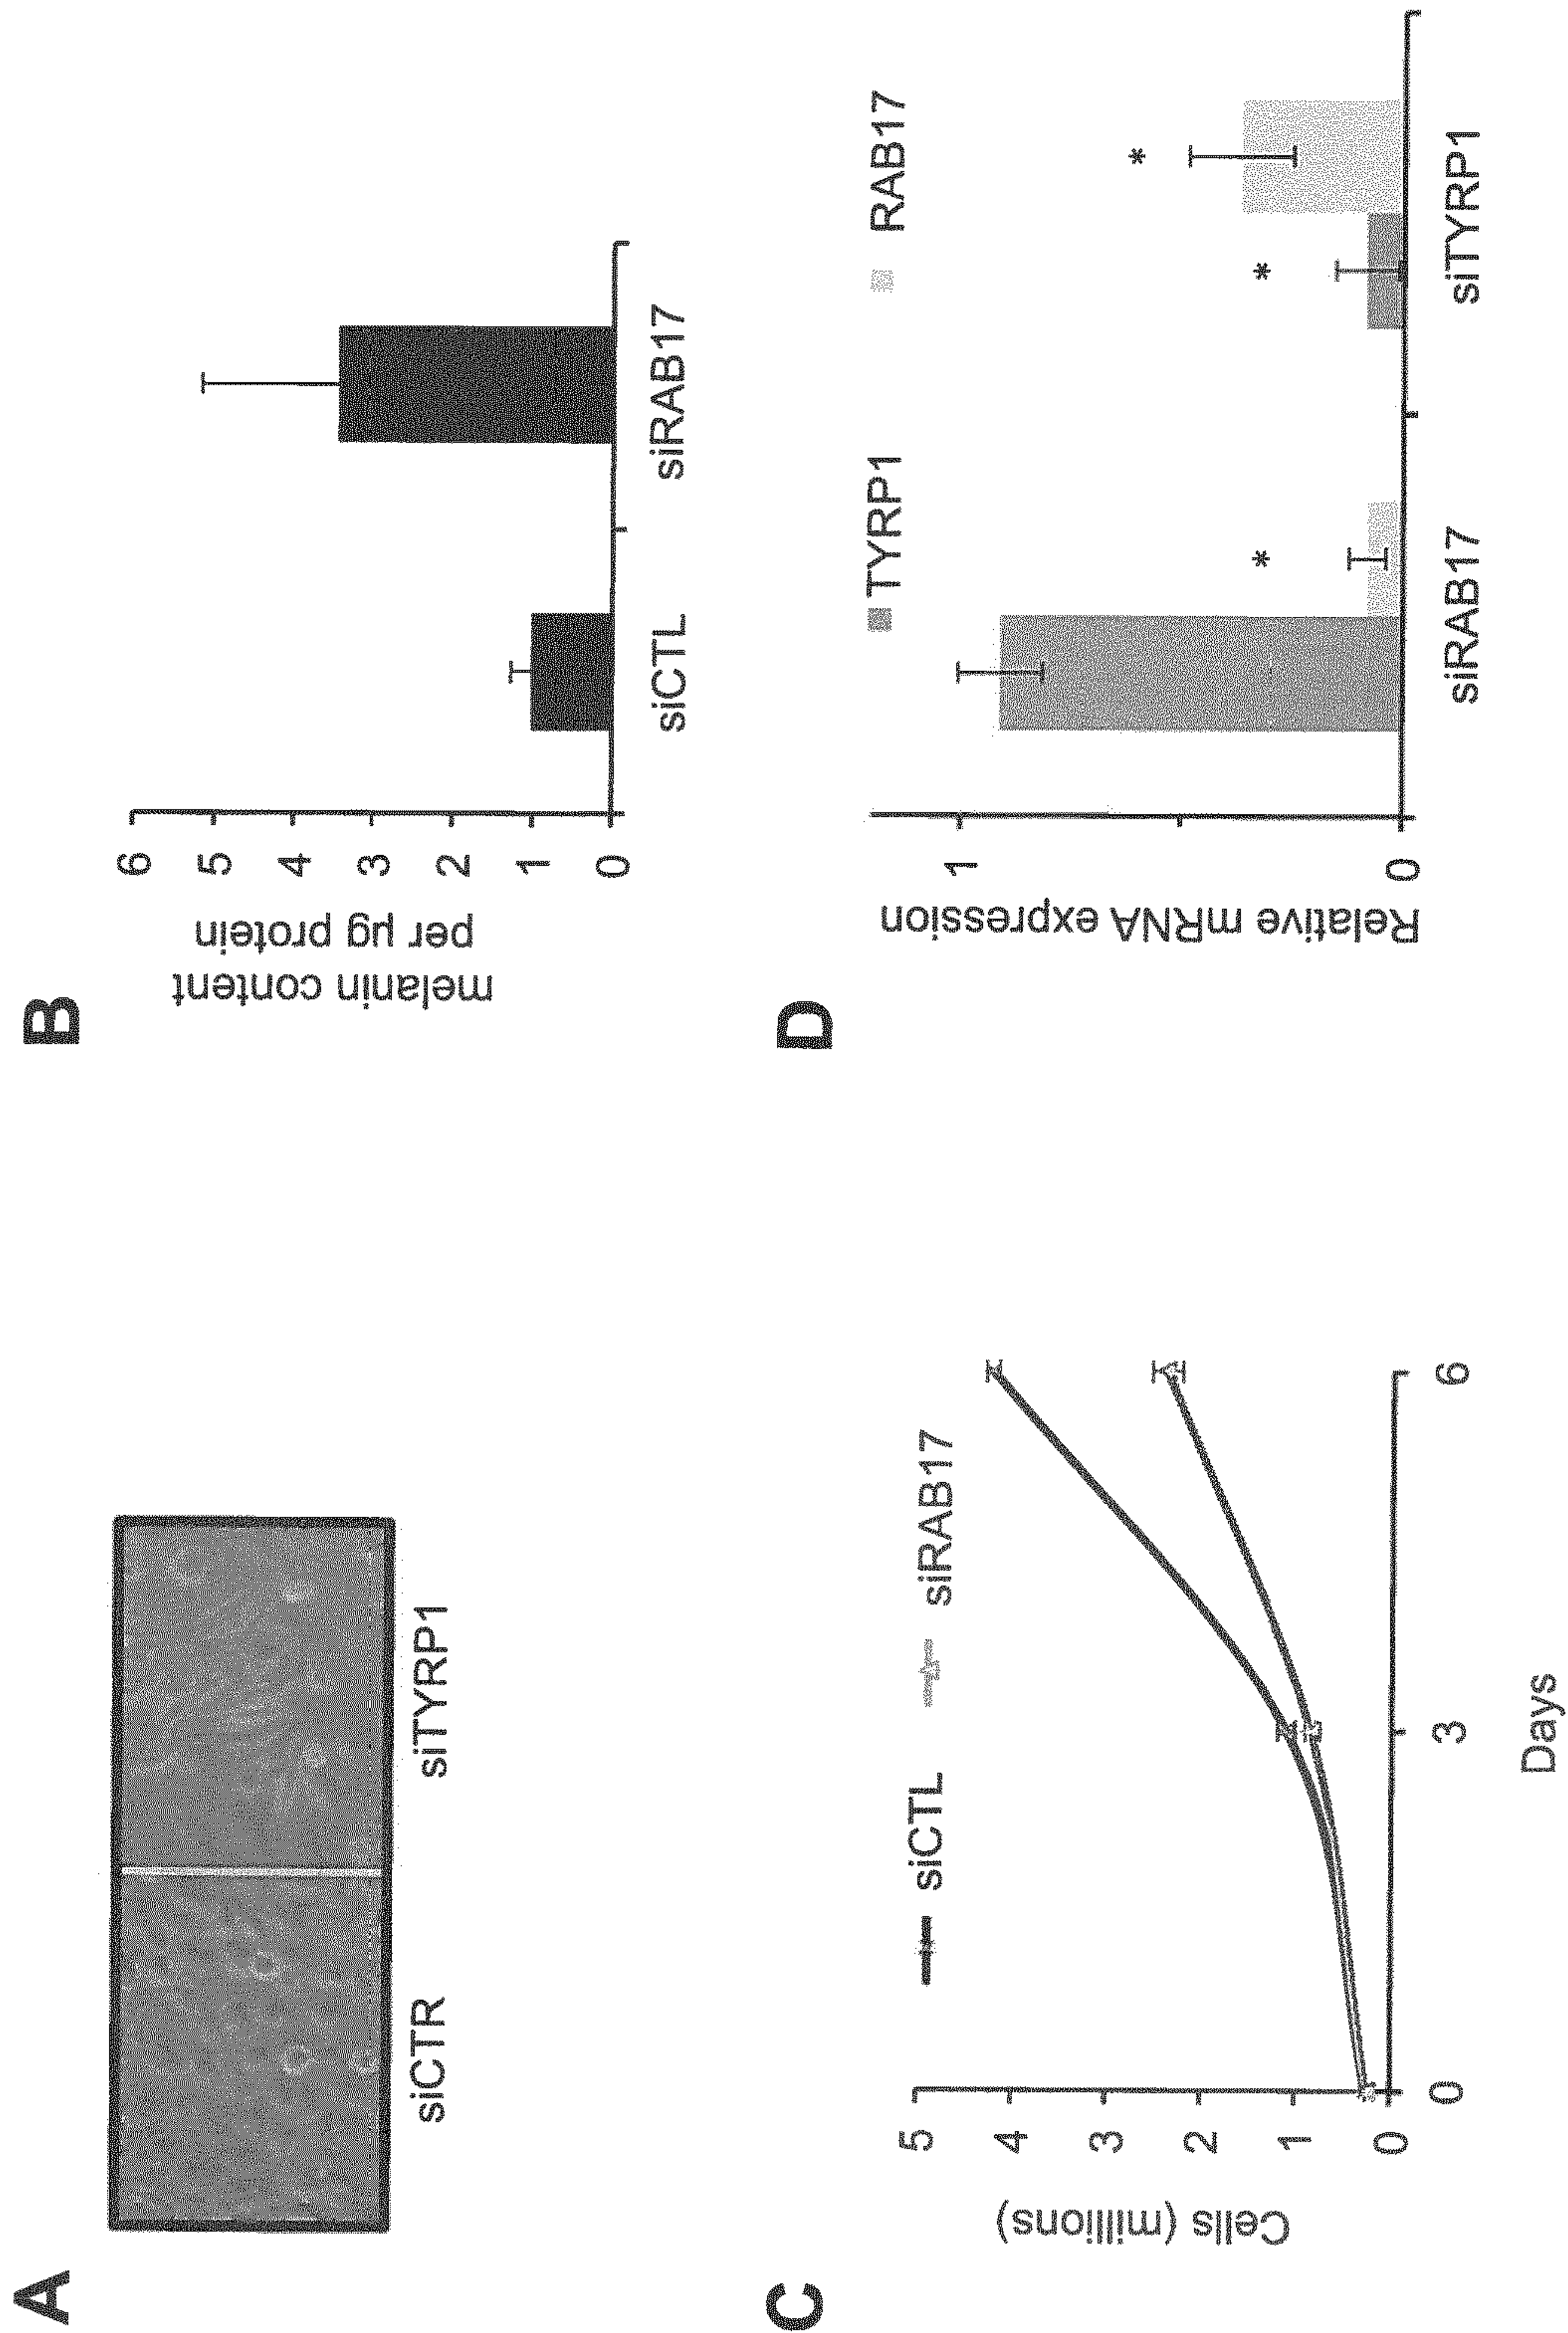 A
siCTR
siTYRP1
B
melanin content
per µg protein
6
5
4
3
2
1
0
siCTL
siRAB17
C
siCTL
siRAB17
Cells (millions)
5
4
3
2
1
0
0
3
6
Days
D
TYRP1
RAB17
Relative mRNA expression
1
0
*
*
*
siRAB17
siTYRP1